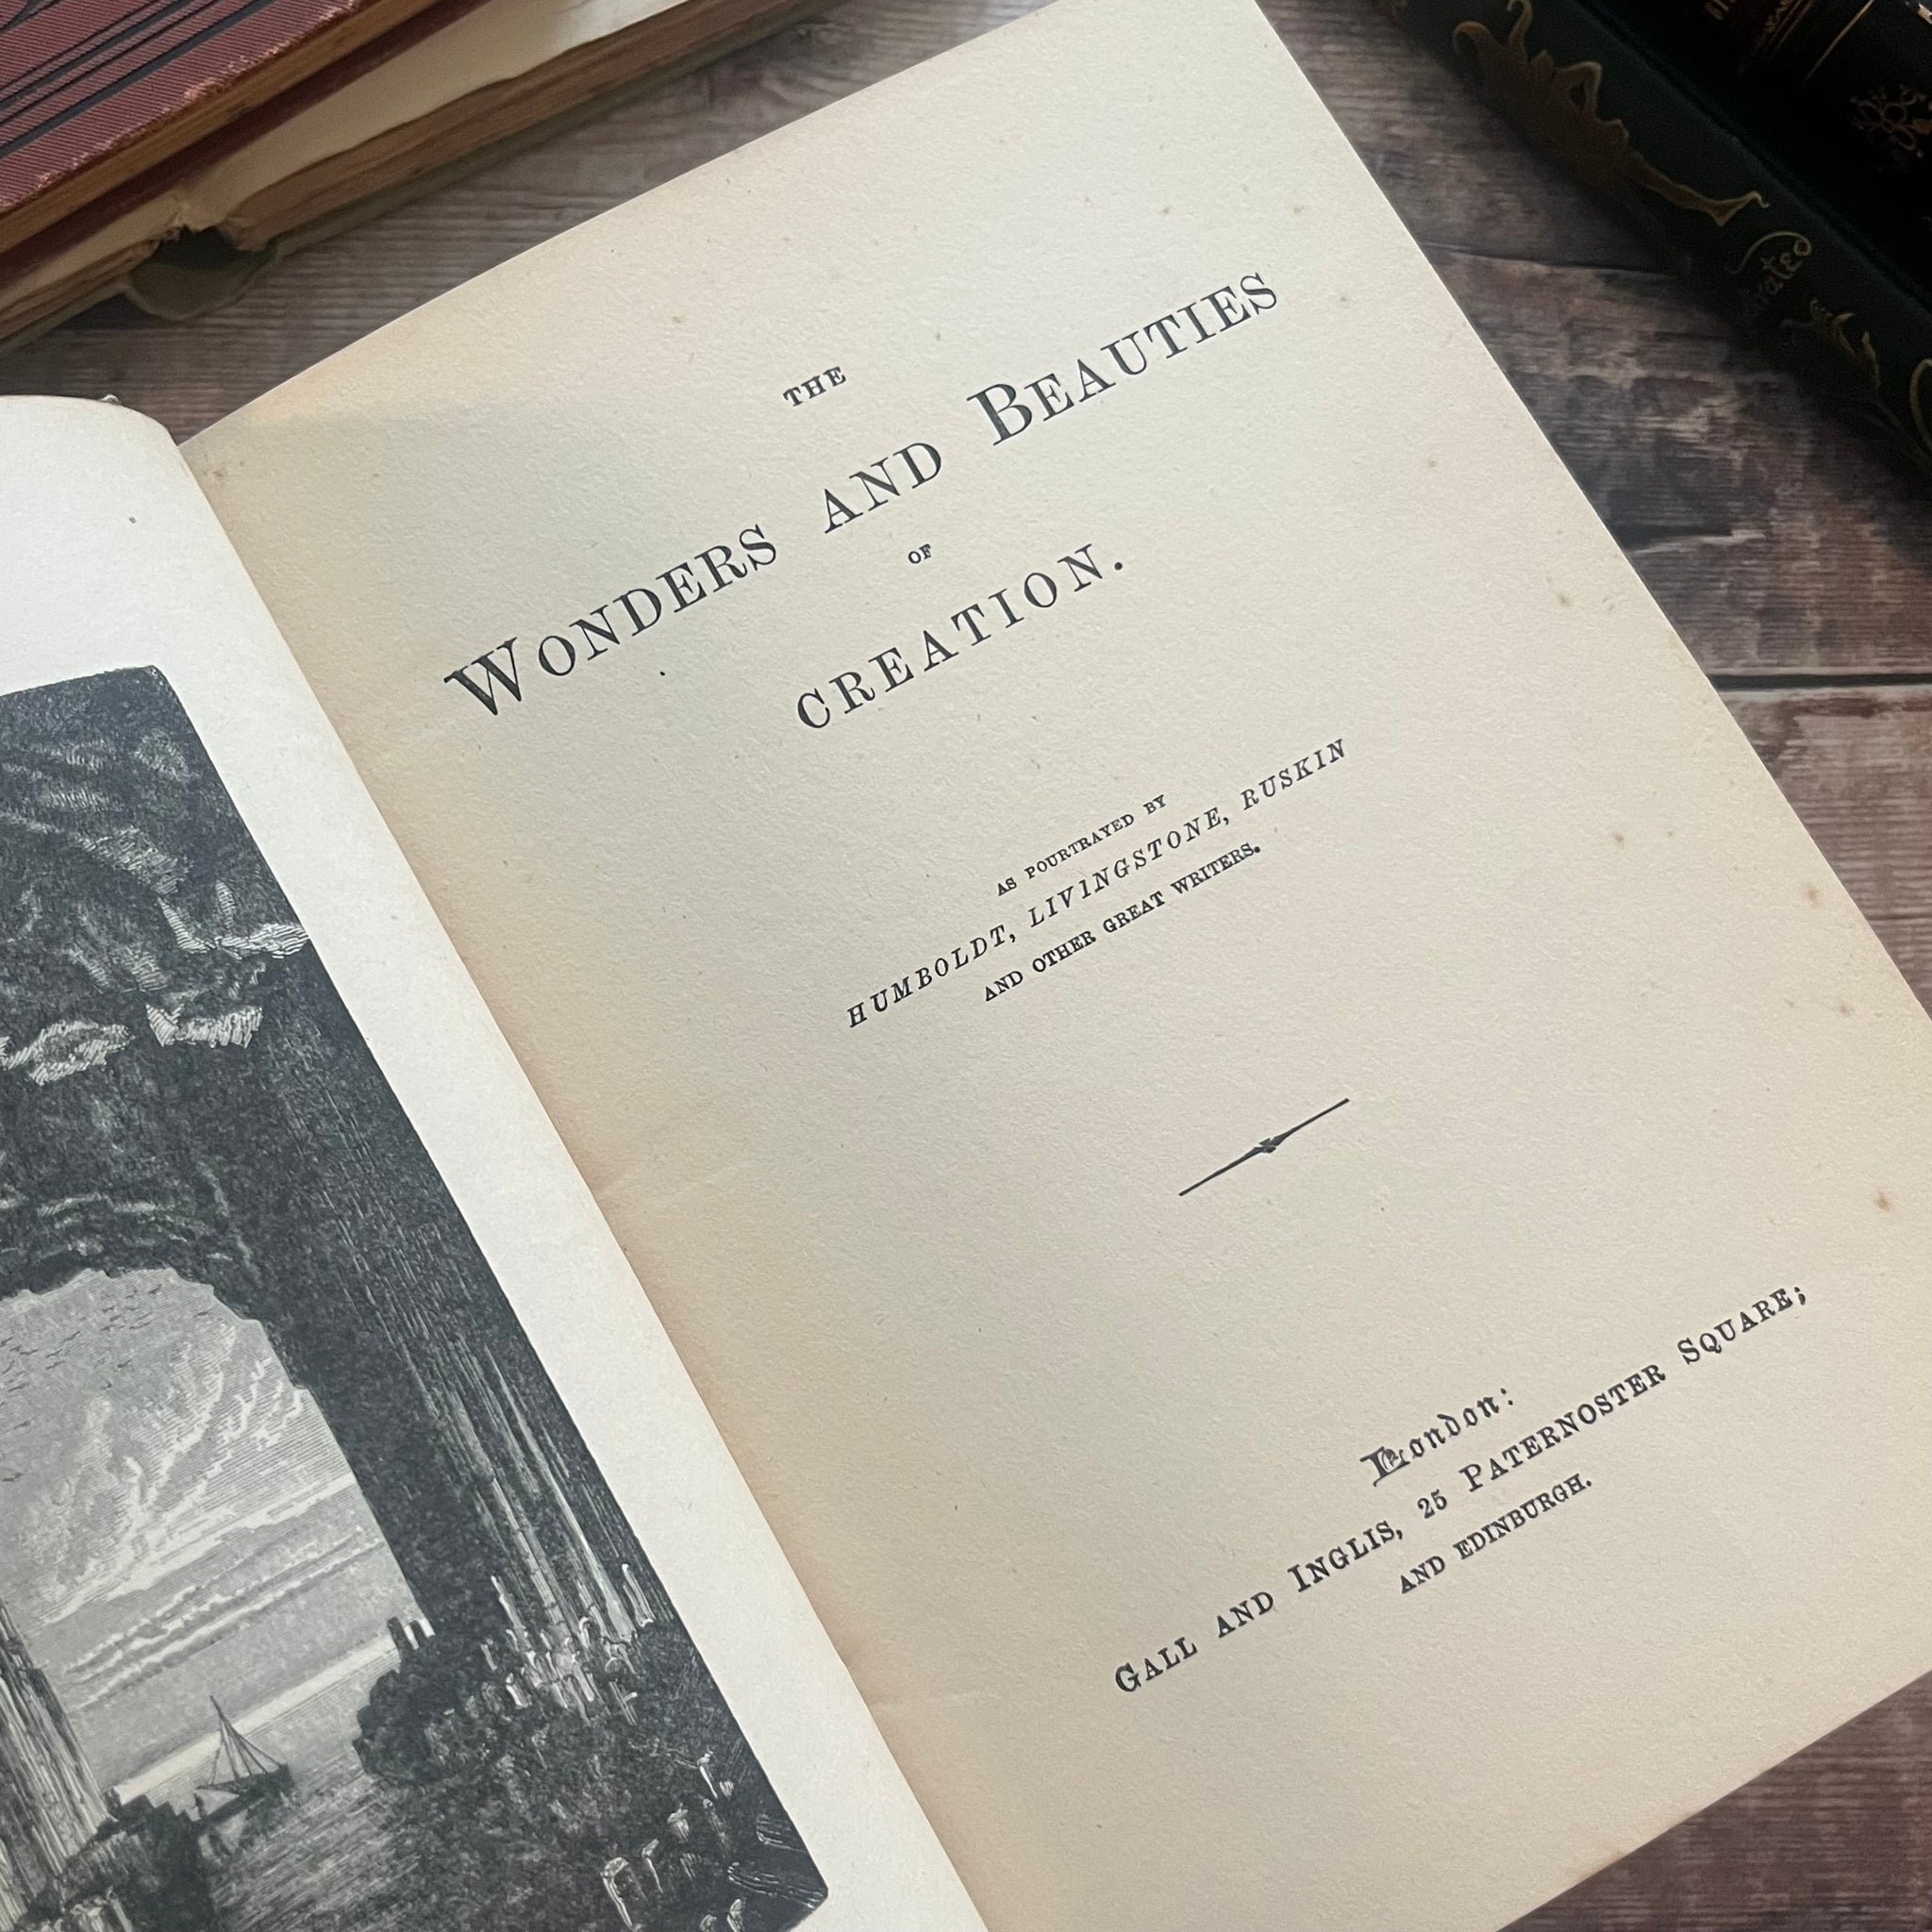 THE
WONDERS AND BEAUTIES
OF
CREATION.
AS POURTRAYED BY
HUMBOLDT, LIVINGSTONE, RUSKIN
AND OTHER GREAT WRITERS.
London:
GALL AND INGLIS, 25 PATERNOSTER SQUARE;
AND EDINBURGH.